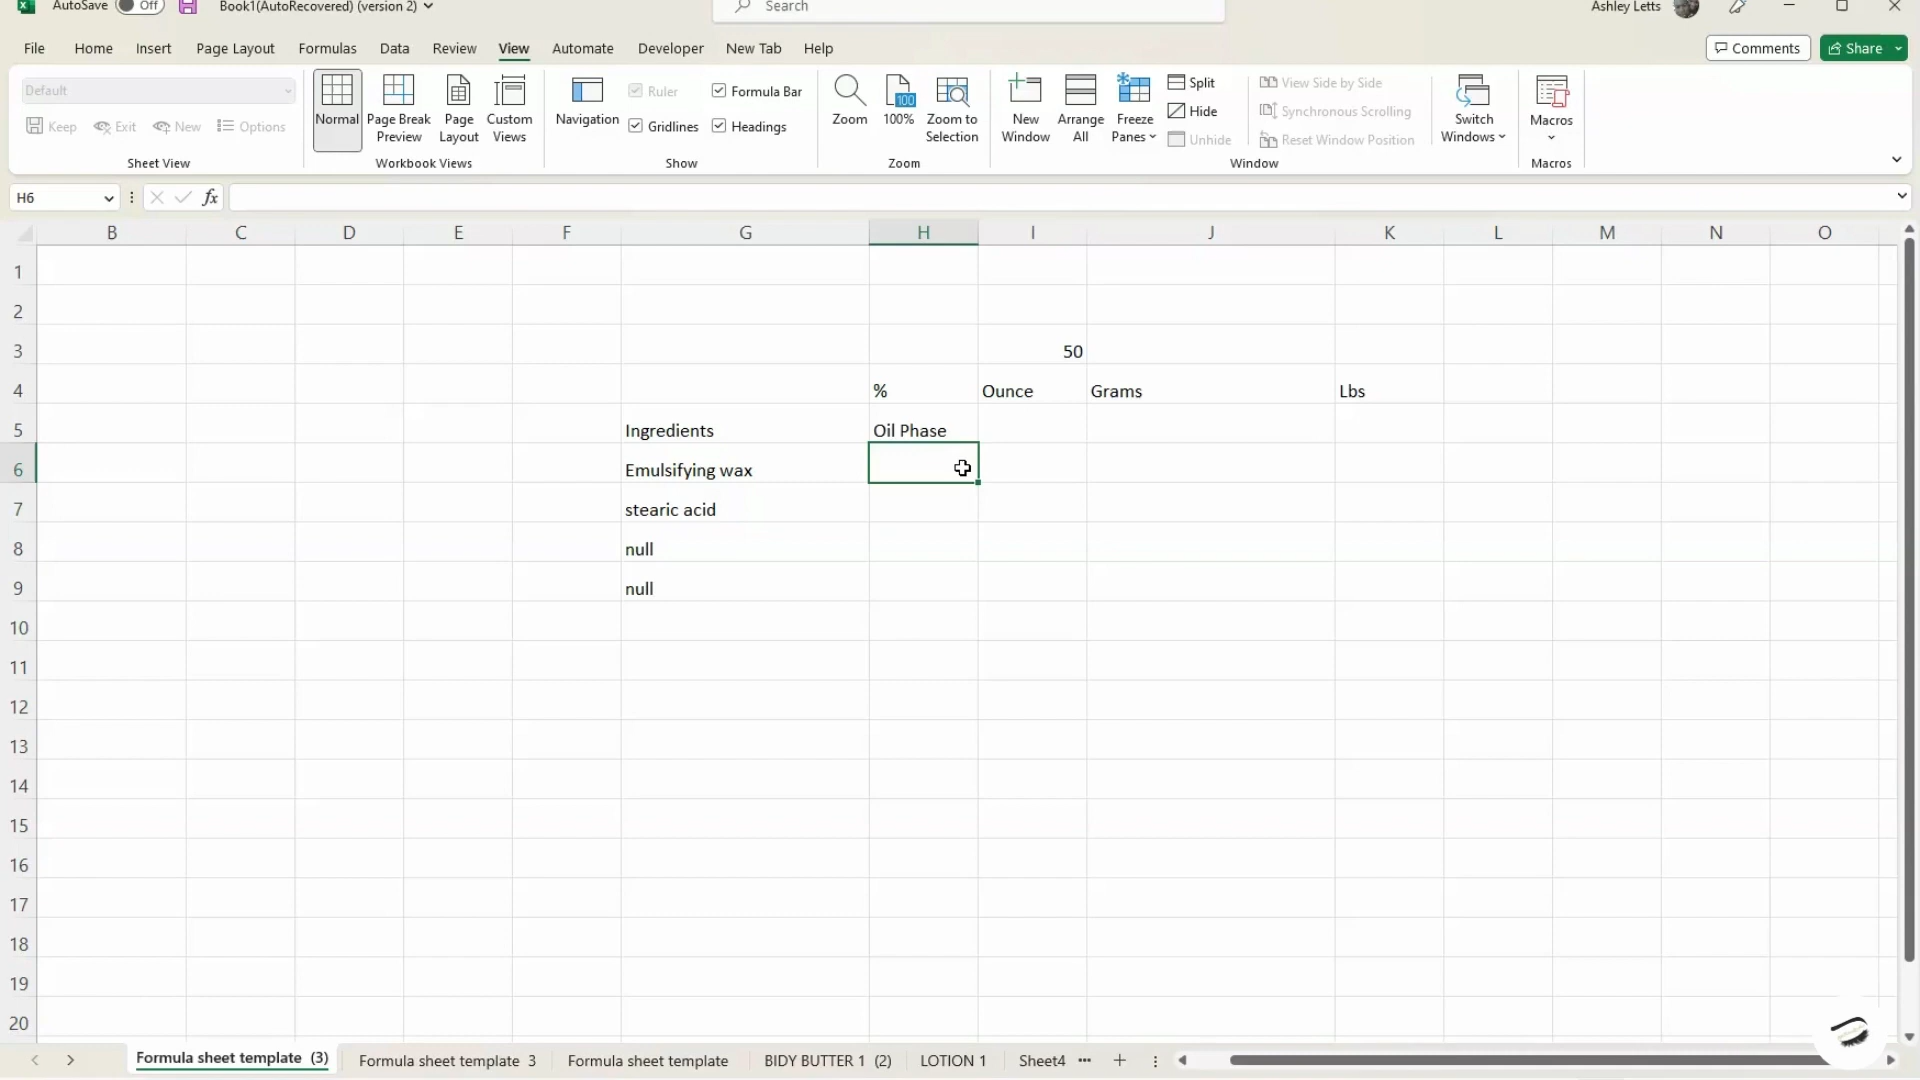 AutoSave Off Book1(AutoRecovered) (version 2) Search Ashley Letts
File Home Insert Page Layout Formulas Data Review View Automate Developer New Tab Help Comments Share
Default
Keep Exit New Options
Sheet View
Normal Page Break Preview Page Layout Custom Views
Workbook Views
Navigation Ruler Formula Bar
Gridlines Headings
Show
Zoom 100 100% Zoom to Selection
Zoom
New Window Arrange All Freeze Panes Split
Hide
Unhide
View Side by Side
Synchronous Scrolling
Reset Window Position
Switch Windows
Window
Macros
Macros
H6 fx
B C D E F G H I J K L M N O
1
2
3 50
4 % Ounce Grams Lbs
5 Ingredients Oil Phase
6 Emulsifying wax
7 stearic acid
8 null
9 null
10
11
12
13
14
15
16
17
18
19
20
Formula sheet template (3) Formula sheet template 3 Formula sheet template BIDY BUTTER 1 (2) LOTION 1 Sheet4